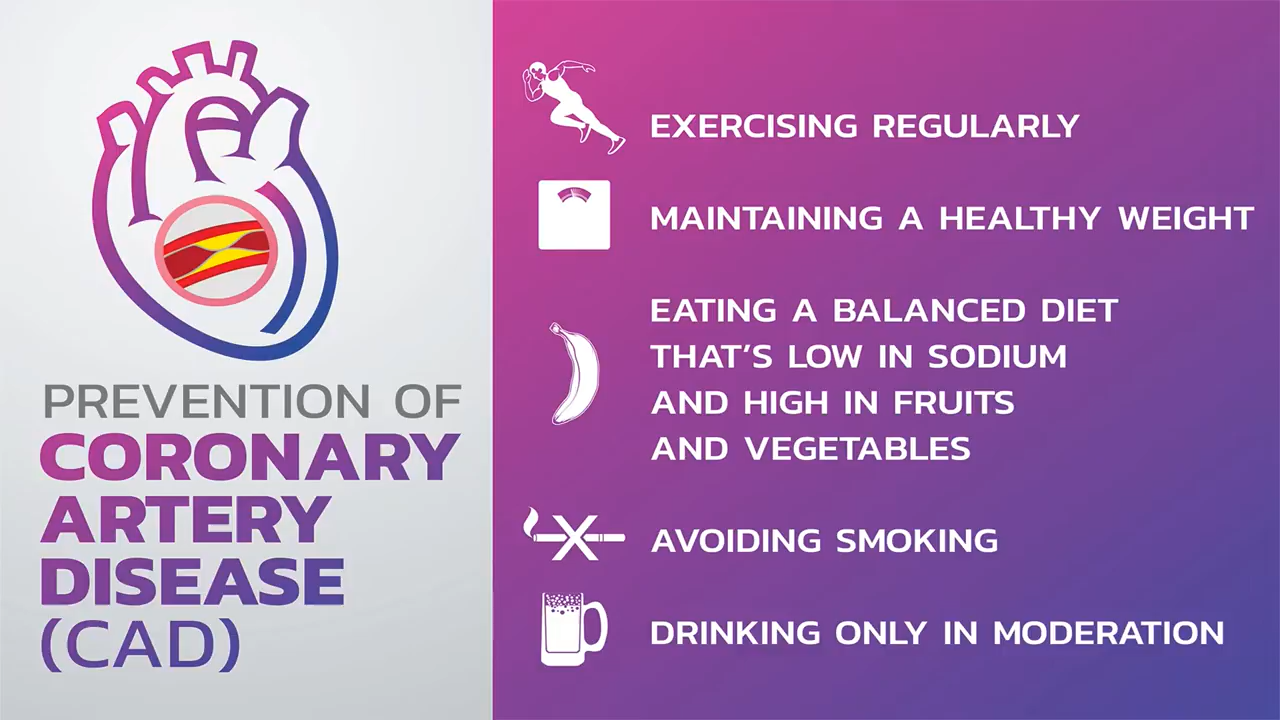 PREVENTION OF
CORONARY
ARTERY
DISEASE
(CAD)
EXERCISING REGULARLY
MAINTAINING A HEALTHY WEIGHT
EATING A BALANCED DIET
THAT'S LOW IN SODIUM
AND HIGH IN FRUITS
AND VEGETABLES
AVOIDING SMOKING
DRINKING ONLY IN MODERATION